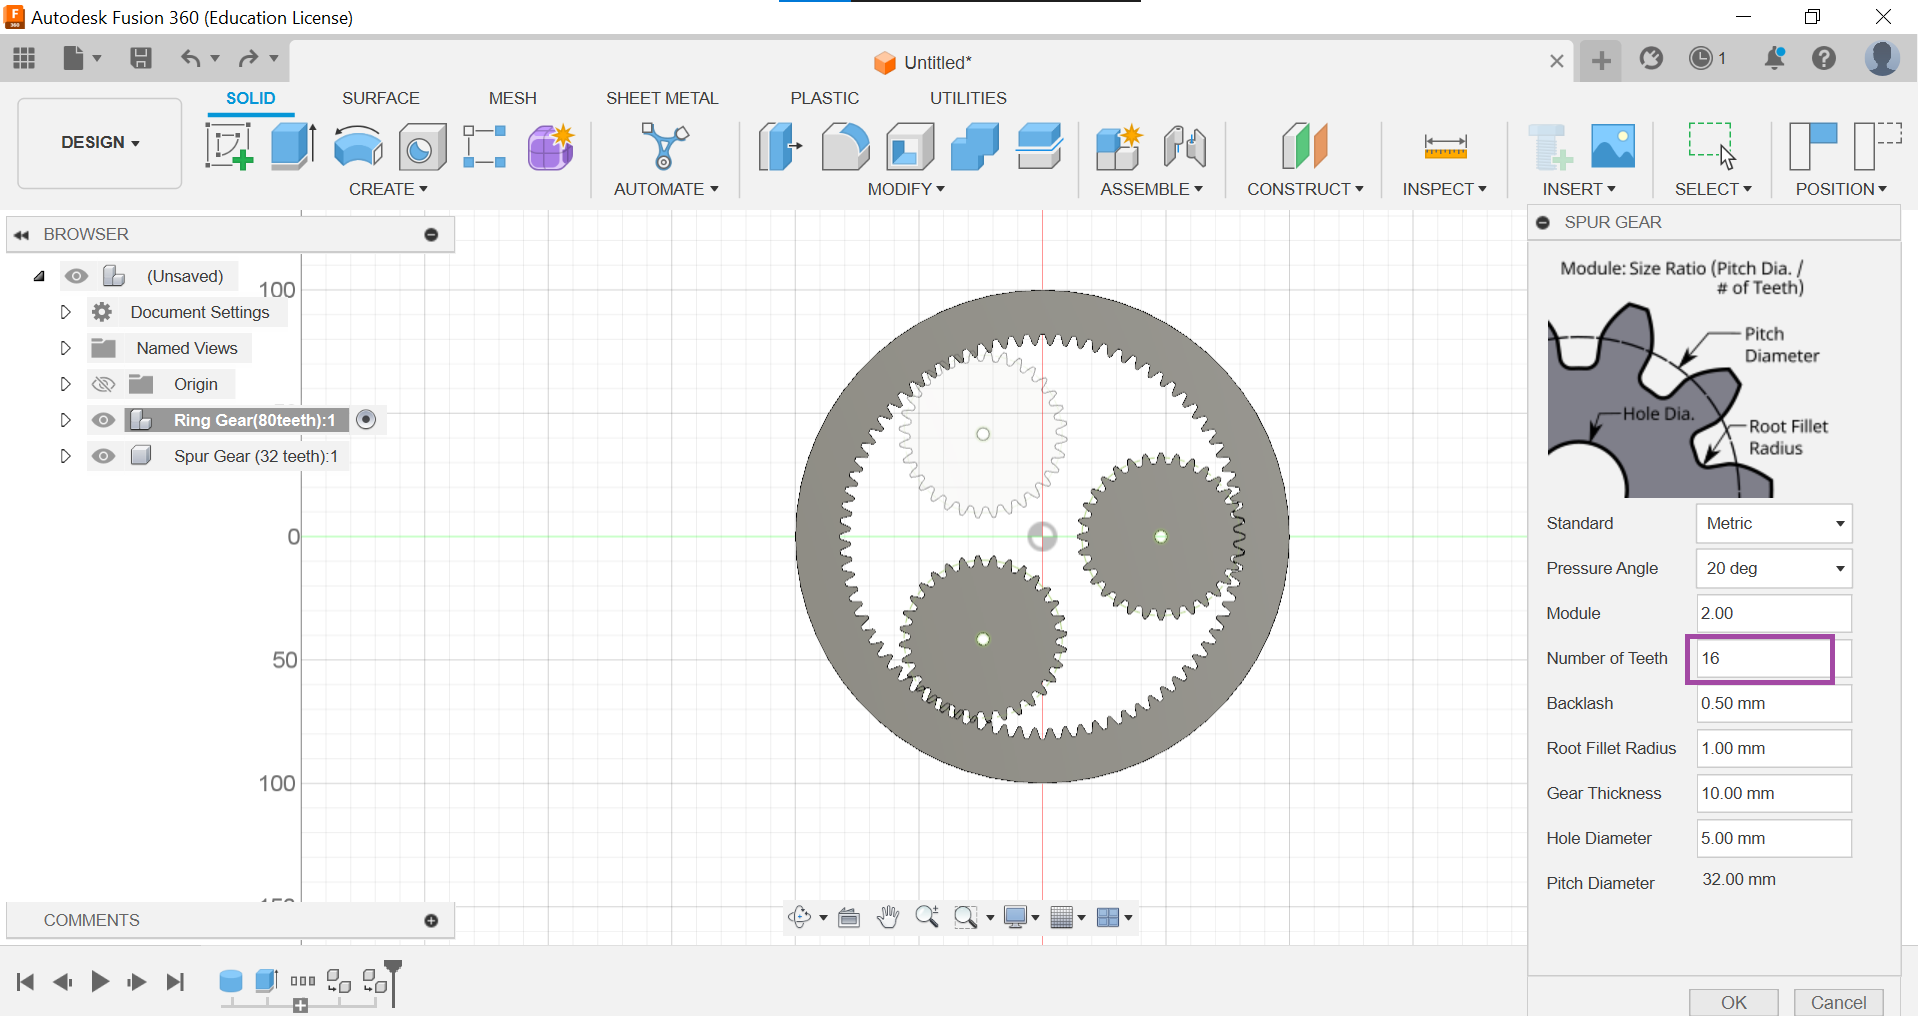 Autodesk Fusion 360 (Education License)
Untitled*
1
SOLID SURFACE MESH SHEET METAL PLASTIC UTILITIES
DESIGN
CREATE AUTOMATE MODIFY ASSEMBLE CONSTRUCT INSPECT INSERT SELECT POSITION
BROWSER
(Unsaved)
Document Settings
Named Views
Origin
Ring Gear(80teeth):1
Spur Gear (32 teeth):1
100
0
50
100
SPUR GEAR
Module: Size Ratio (Pitch Dia. /
# of Teeth)
Pitch
Diameter
Hole Dia.
Root Fillet
Radius
Standard Metric
Pressure Angle 20 deg
Module 2.00
Number of Teeth 16
Backlash 0.50 mm
Root Fillet Radius 1.00 mm
Gear Thickness 10.00 mm
Hole Diameter 5.00 mm
Pitch Diameter 32.00 mm
OK Cancel
COMMENTS